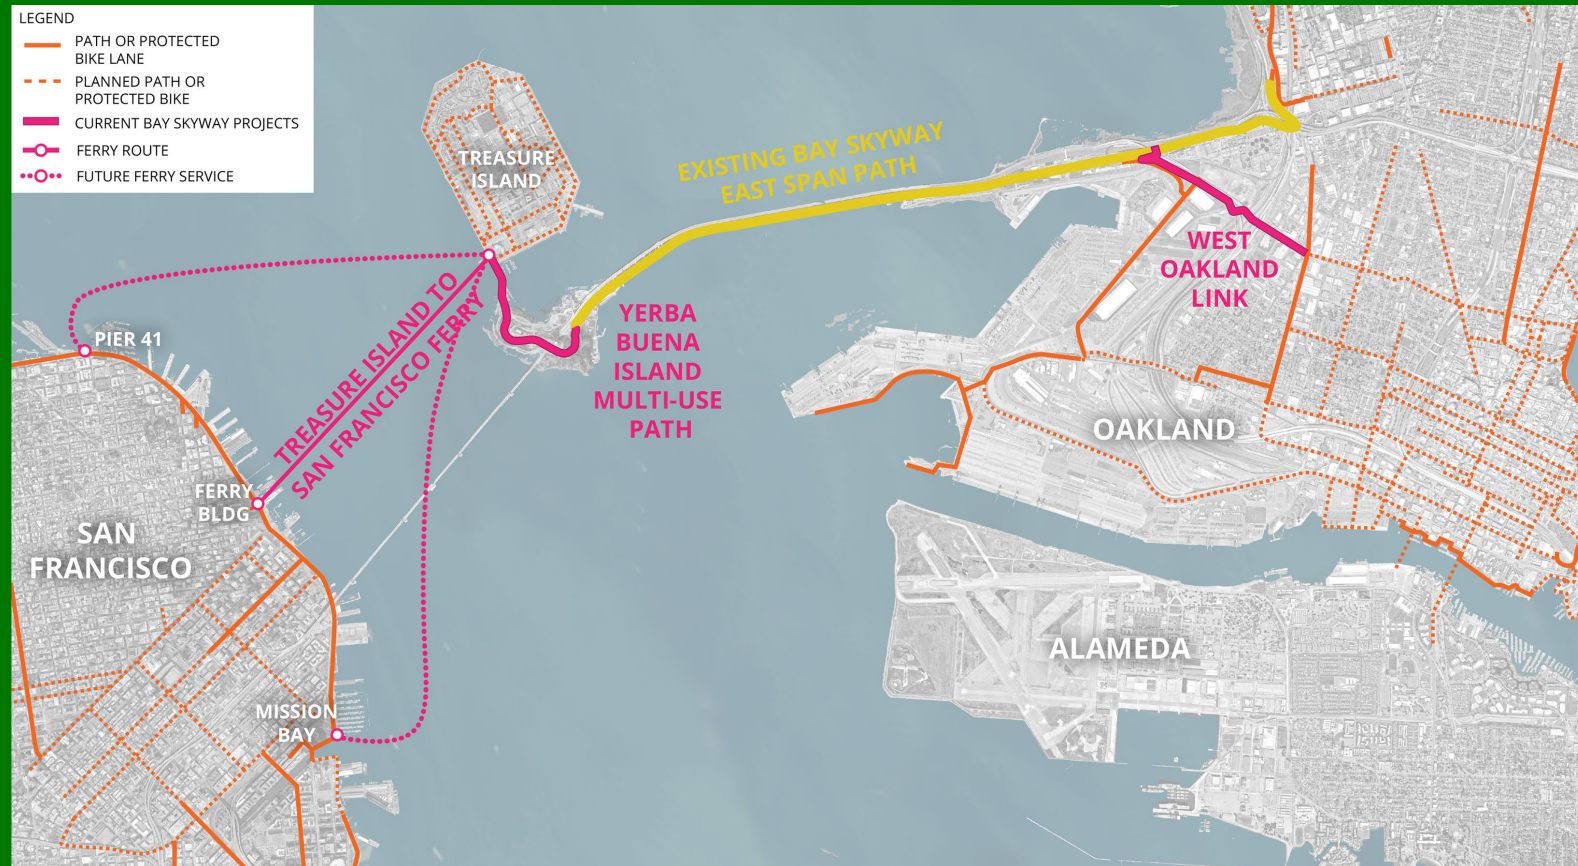 LEGEND
PATH OR PROTECTED
BIKE LANE
PLANNED PATH OR
PROTECTED BIKE
CURRENT BAY SKYWAY PROJECTS
FERRY ROUTE
FUTURE FERRY SERVICE
TREASURE
ISLAND
EXISTING BAY SKYWAY
EAST SPAN PATH
WEST
OAKLAND
LINK
TREASURE ISLAND TO
SAN FRANCISCO FERRY
YERBA
BUENA
ISLAND
MULTI-USE
PATH
PIER 41
OAKLAND
FERRY
BLDG
SAN
FRANCISCO
ALAMEDA
MISSION
BAY